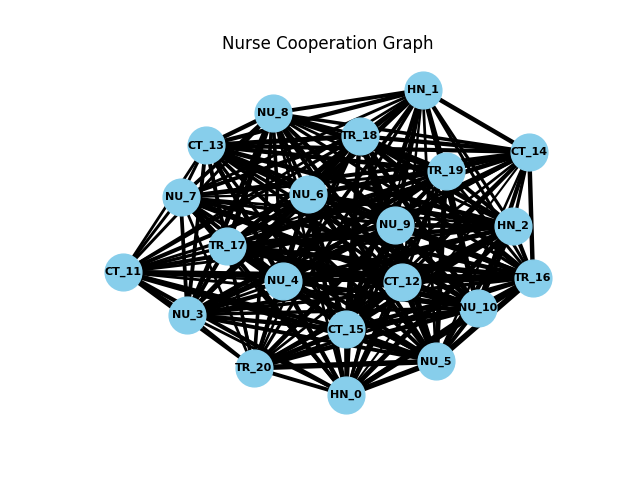 Nurse Cooperation Graph
HN_1
NU_8
TR_18
CT_13
CT_14
TR_19
NU_6
NU_7
NU_9
HN_2
TR_17
CT_11
TR_16
NU_4
CT_12
NU_10
NU_3
CT_15
NU_5
TR_20
HN_0